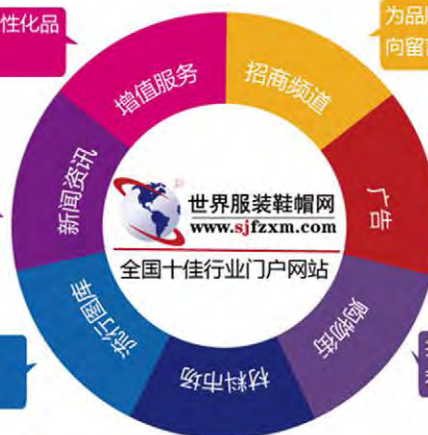 性化品
为品
向留
增值服务
招商频道
新闻资讯
广告
世界服装鞋帽网
www.sjfzxm.com
全国十佳行业门户网站
流行图库
购物街
材料市场